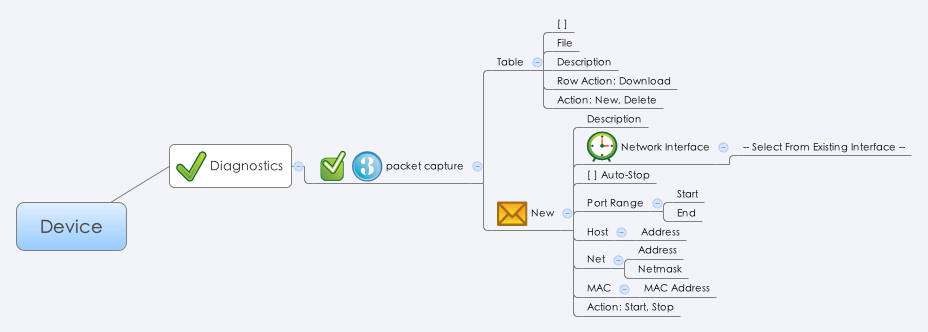 Device
Diagnostics
3
packet capture
Table
[ ]
File
Description
Row Action: Download
Action: New, Delete
New
Description
Network Interface
-- Select From Existing Interface --
[ ] Auto-Stop
Port Range
Start
End
Host
Address
Net
Address
Netmask
MAC
MAC Address
Action: Start, Stop